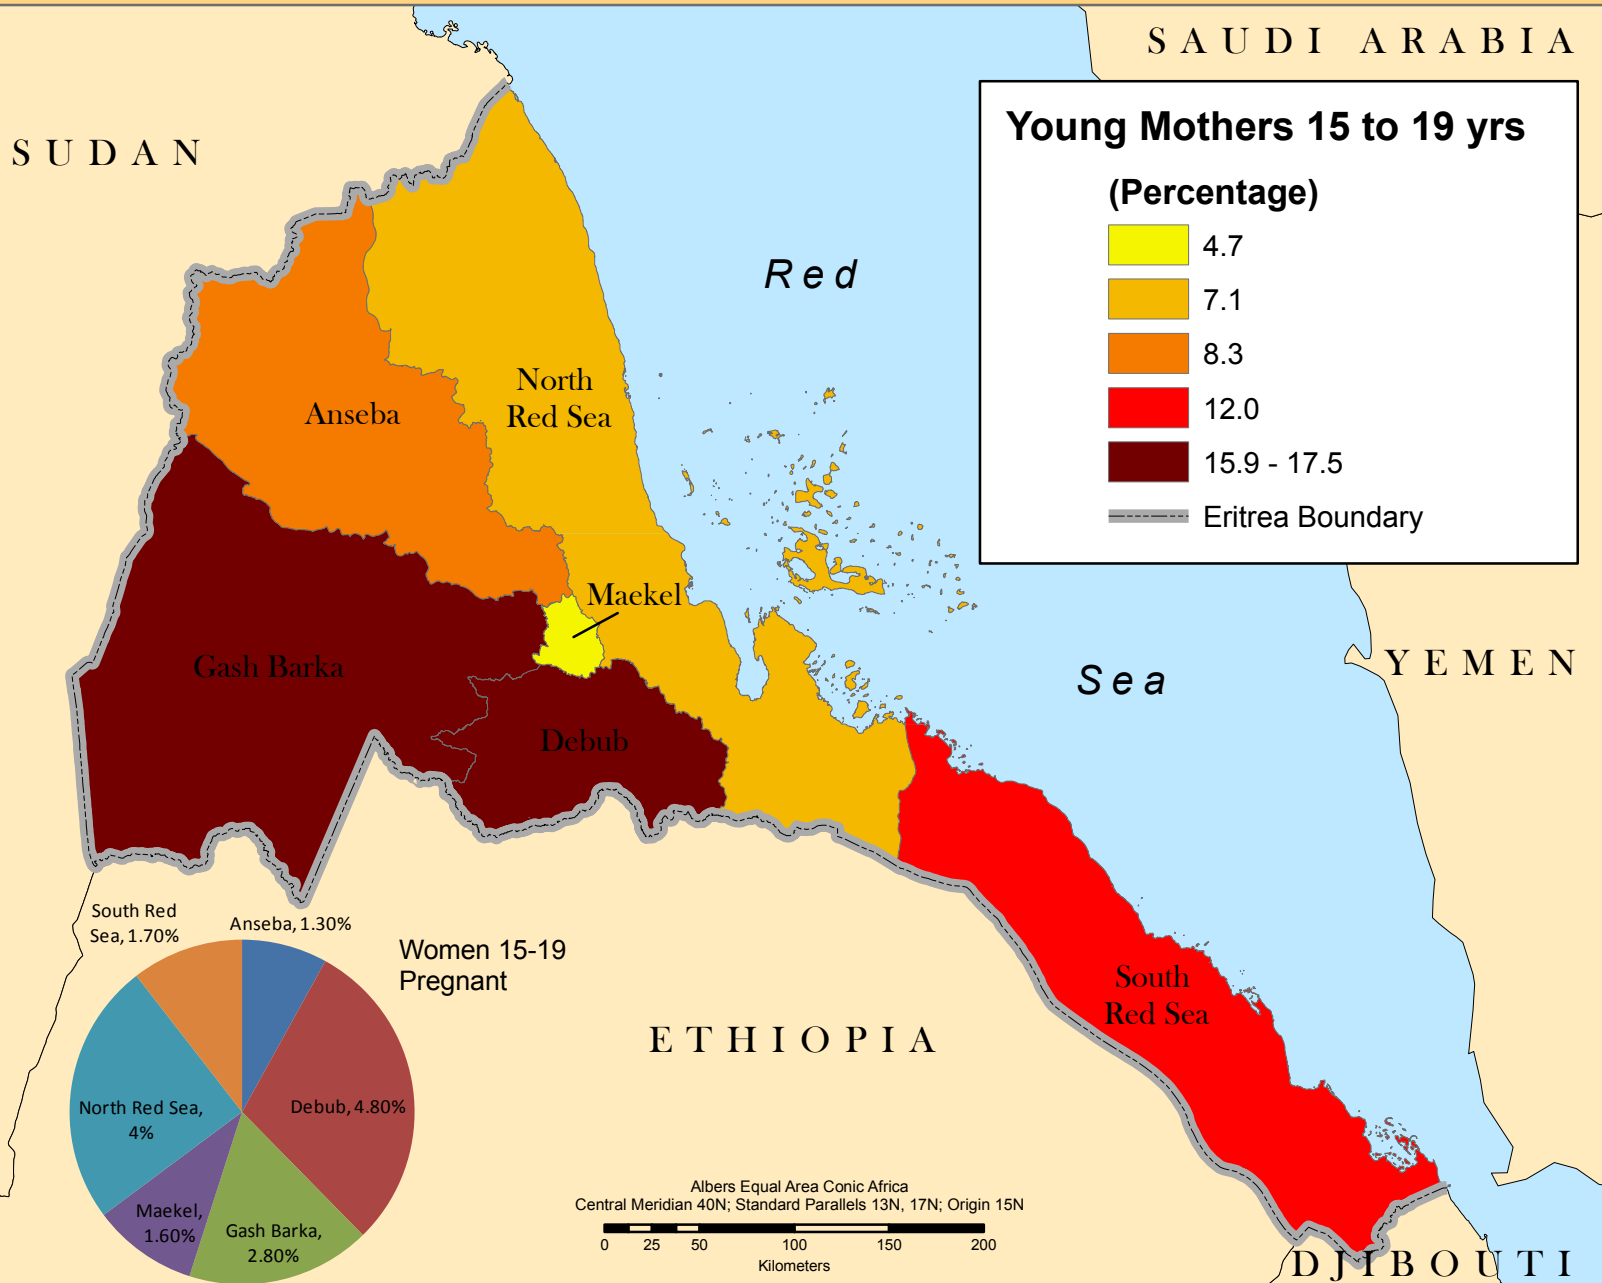 SAUDI ARABIA
SUDAN
Young Mothers 15 to 19 yrs
(Percentage)
4.7
7.1
8.3
12.0
15.9 - 17.5
Eritrea Boundary
Red
Sea
North
Red Sea
Anseba
Maekel
Gash Barka
Debub
YEMEN
South
Red Sea
ETHIOPIA
DJIBOUTI
Women 15-19
Pregnant
South Red
Sea, 1.70%
Anseba, 1.30%
North Red Sea,
4%
Debub, 4.80%
Maekel,
1.60%
Gash Barka,
2.80%
Albers Equal Area Conic Africa
Central Meridian 40N; Standard Parallels 13N, 17N; Origin 15N
0 25 50 100 150 200
Kilometers